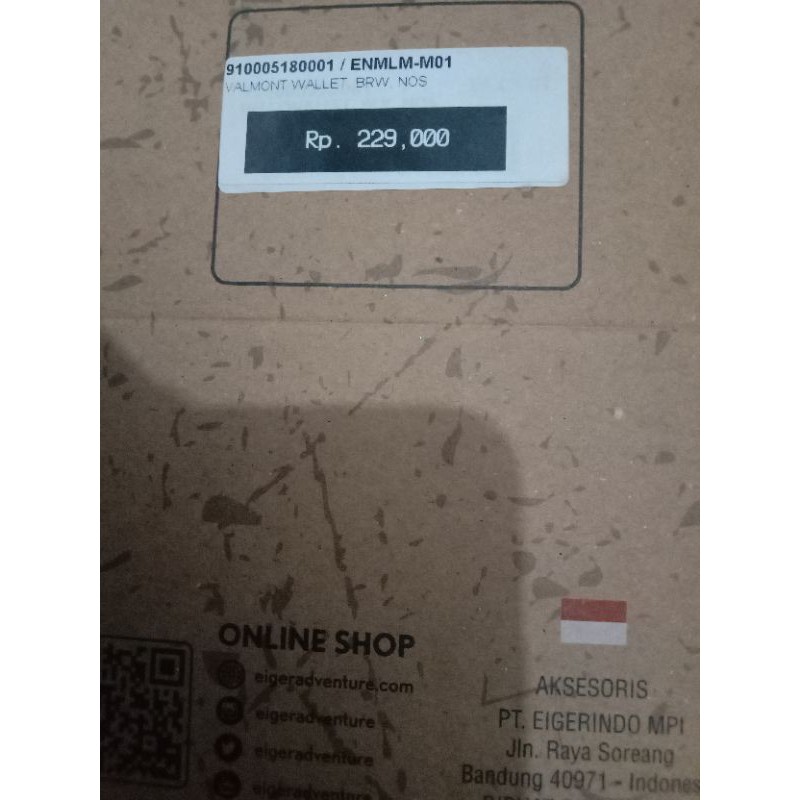 910005180001 / ENMLM-M01
VALMONT WALLET BRW NOS
Rp. 229,000
ONLINE SHOP
eigeradventure.com
eigeradventure
eigeradventure
eigeradventure
AKSESORIS
PT. EIGERINDO MPI
Jln. Raya Soreang
Bandung 40971 - Indones